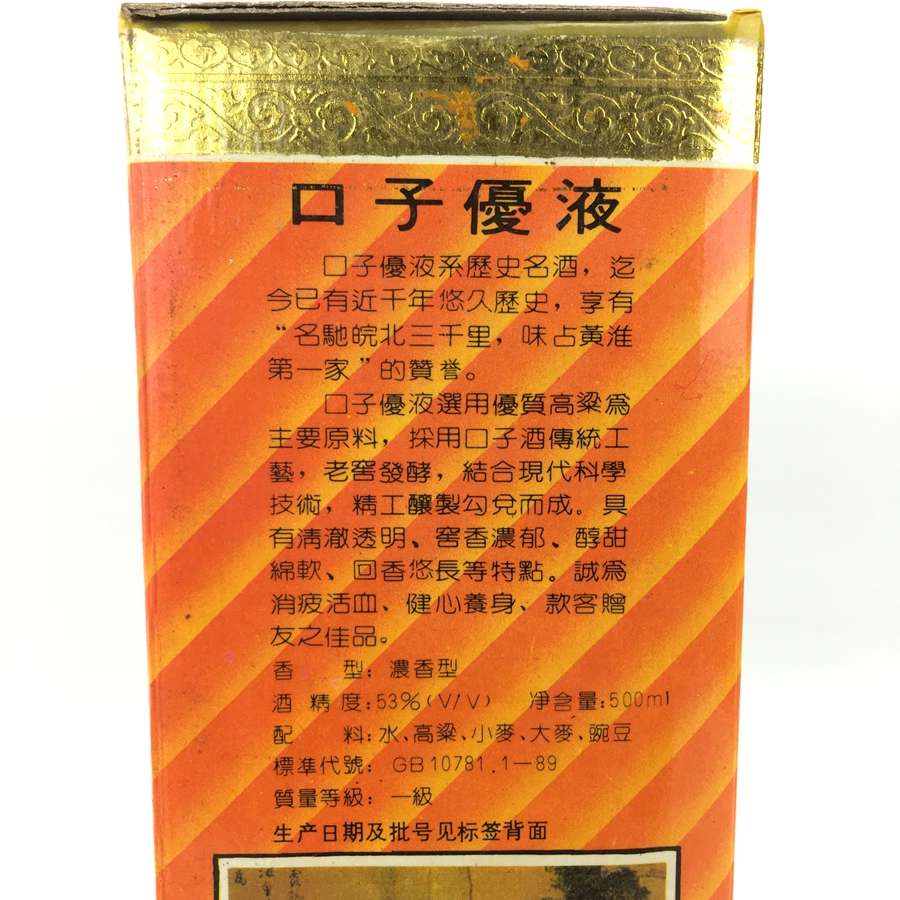 口子優液
口子優液系歷史名酒，迄
今已有近千年悠久歷史，享有
“名馳皖北三千里，味占黃淮
第一家”的贊誉。
口子優液選用優質高粱爲
主要原料，採用口子酒傳統工
藝，老窖發酵，結合現代科學
技術，精工釀製勾兌而成。具
有清澈透明、窖香濃郁、醇甜
綿軟、回香悠長等特點。誠爲
消疲活血、健心養身、款客贈
友之佳品。
香 型：濃香型
酒精度：53%(V/V) 净含量：500ml
配 料：水、高粱、小麥、大麥、豌豆
標準代號：GB10781.1—89
質量等級：一級
生产日期及批号见标签背面